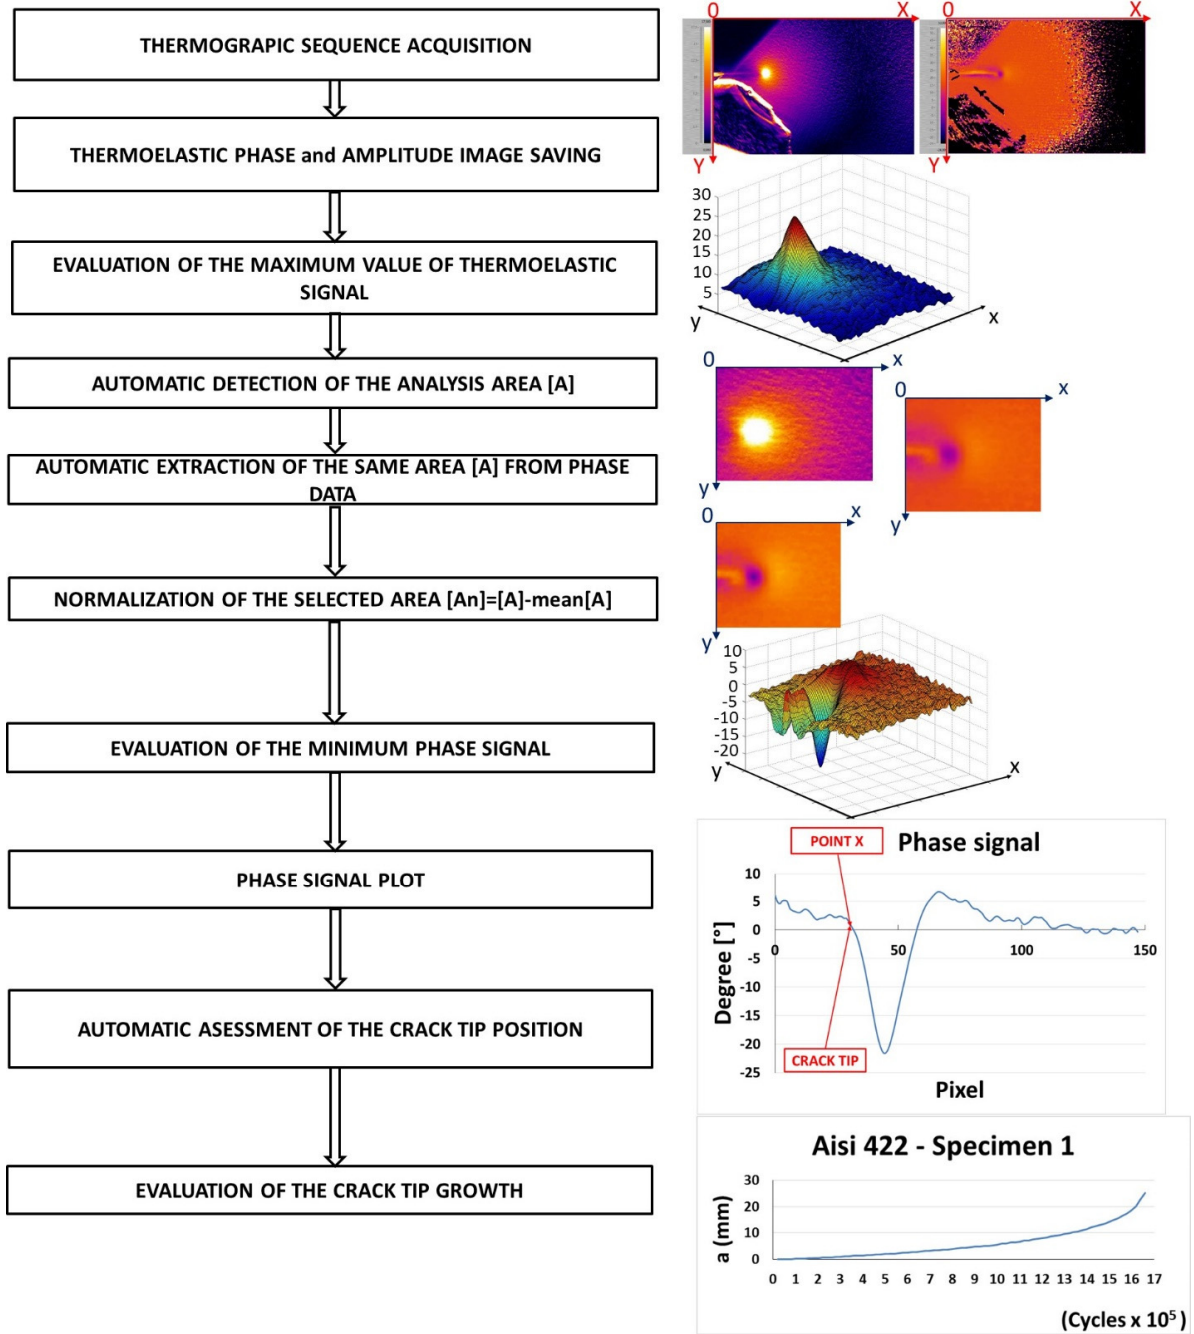 THERMOGRAPIC SEQUENCE ACQUISITION
THERMOELASTIC PHASE and AMPLITUDE IMAGE SAVING
EVALUATION OF THE MAXIMUM VALUE OF THERMOELASTIC
SIGNAL
AUTOMATIC DETECTION OF THE ANALYSIS AREA [A]
AUTOMATIC EXTRACTION OF THE SAME AREA [A] FROM PHASE
DATA
NORMALIZATION OF THE SELECTED AREA [An]=[A]-mean[A]
EVALUATION OF THE MINIMUM PHASE SIGNAL
PHASE SIGNAL PLOT
AUTOMATIC ASESSMENT OF THE CRACK TIP POSITION
EVALUATION OF THE CRACK TIP GROWTH
0 X
Y
0 X
Y
30
25
20
15
10
5
y
x
0
x
y
0
x
y
0
x
y
10
5
0
-5
-10
-15
-20
y
x
POINT X
Phase signal
10
5
0
-5
-10
-15
-20
-25
Degree [°]
0 50 100 150
CRACK TIP
Pixel
Aisi 422 - Specimen 1
30
20
10
0
a (mm)
0 1 2 3 4 5 6 7 8 9 10 11 12 13 14 15 16 17
(Cycles x 10⁵)